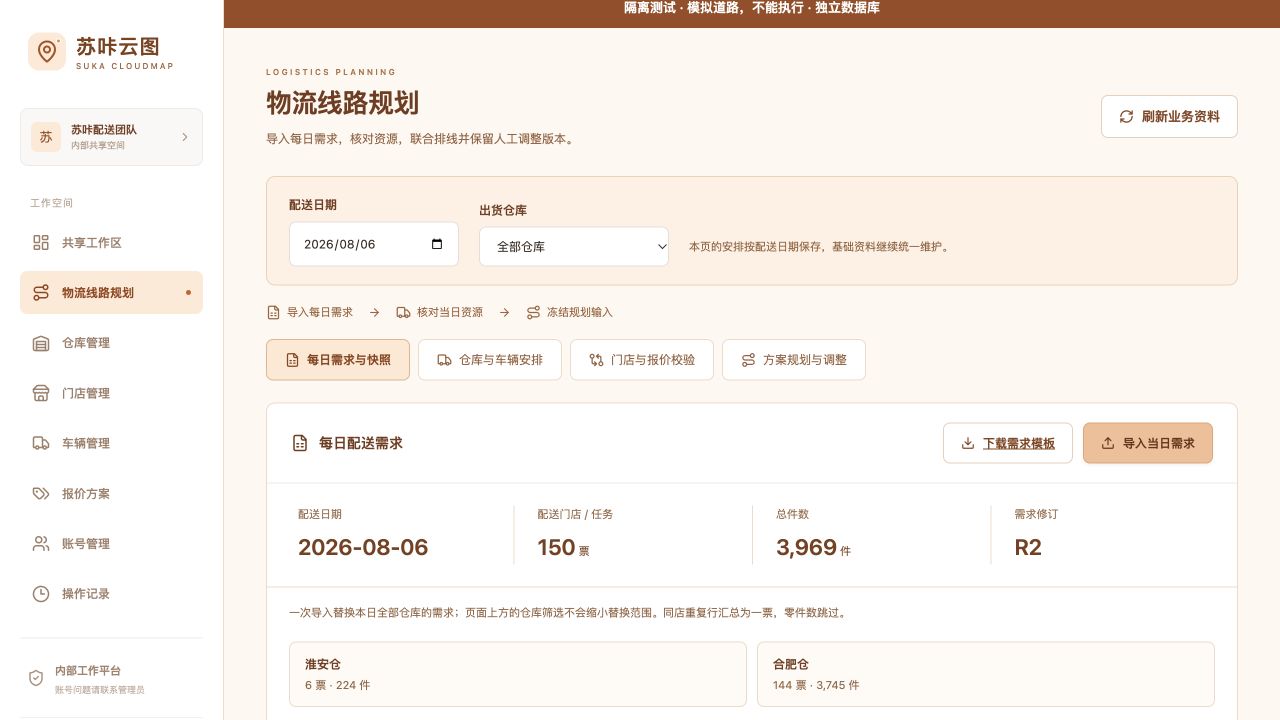 隔离测试 · 模拟道路，不能执行 · 独立数据库
苏咔云图
SUKA CLOUDMAP
苏
苏咔配送团队
内部共享空间
工作空间
共享工作区
物流线路规划
仓库管理
门店管理
车辆管理
报价方案
账号管理
操作记录
内部工作平台
账号问题请联系管理员
LOGISTICS PLANNING
物流线路规划
导入每日需求，核对资源，联合排线并保留人工调整版本。
刷新业务资料
配送日期
2026/08/06
出货仓库
全部仓库
本页的安排按配送日期保存，基础资料继续统一维护。
导入每日需求 → 核对当日资源 → 冻结规划输入
每日需求与快照
仓库与车辆安排
门店与报价校验
方案规划与调整
每日配送需求
下载需求模板
导入当日需求
配送日期
2026-08-06
配送门店 / 任务
150 票
总件数
3,969 件
需求修订
R2
一次导入替换本日全部仓库的需求；页面上方的仓库筛选不会缩小替换范围。同店重复行汇总为一票，零件数跳过。
淮安仓
6 票 · 224 件
合肥仓
144 票 · 3,745 件